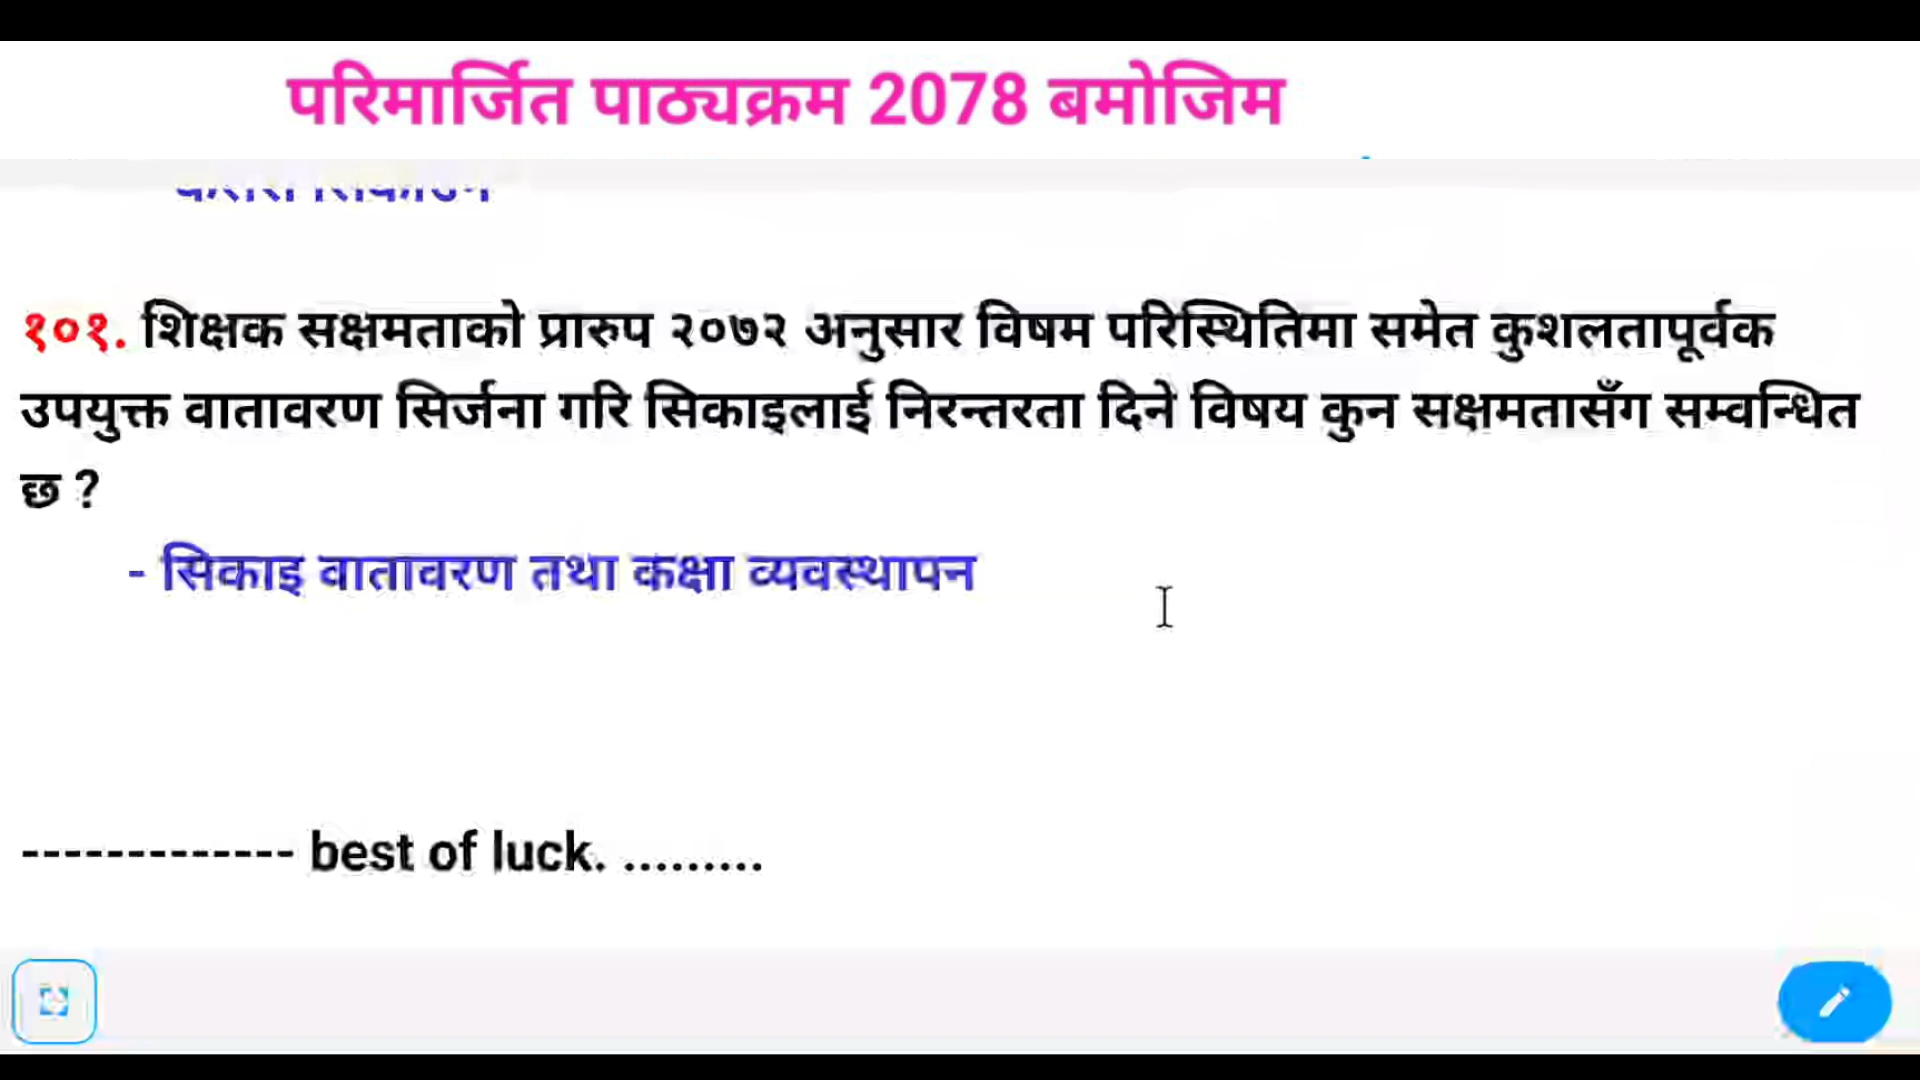 परिमार्जित पाठ्यक्रम 2078 बमोजिम
१०१. शिक्षक सक्षमताको प्रारुप २०७२ अनुसार विषम परिस्थितिमा समेत कुशलतापूर्वक
उपयुक्त वातावरण सिर्जना गरि सिकाइलाई निरन्तरता दिने विषय कुन सक्षमतासँग सम्वन्धित
छ ?
- सिकाइ वातावरण तथा कक्षा व्यवस्थापन
------------- best of luck. .........